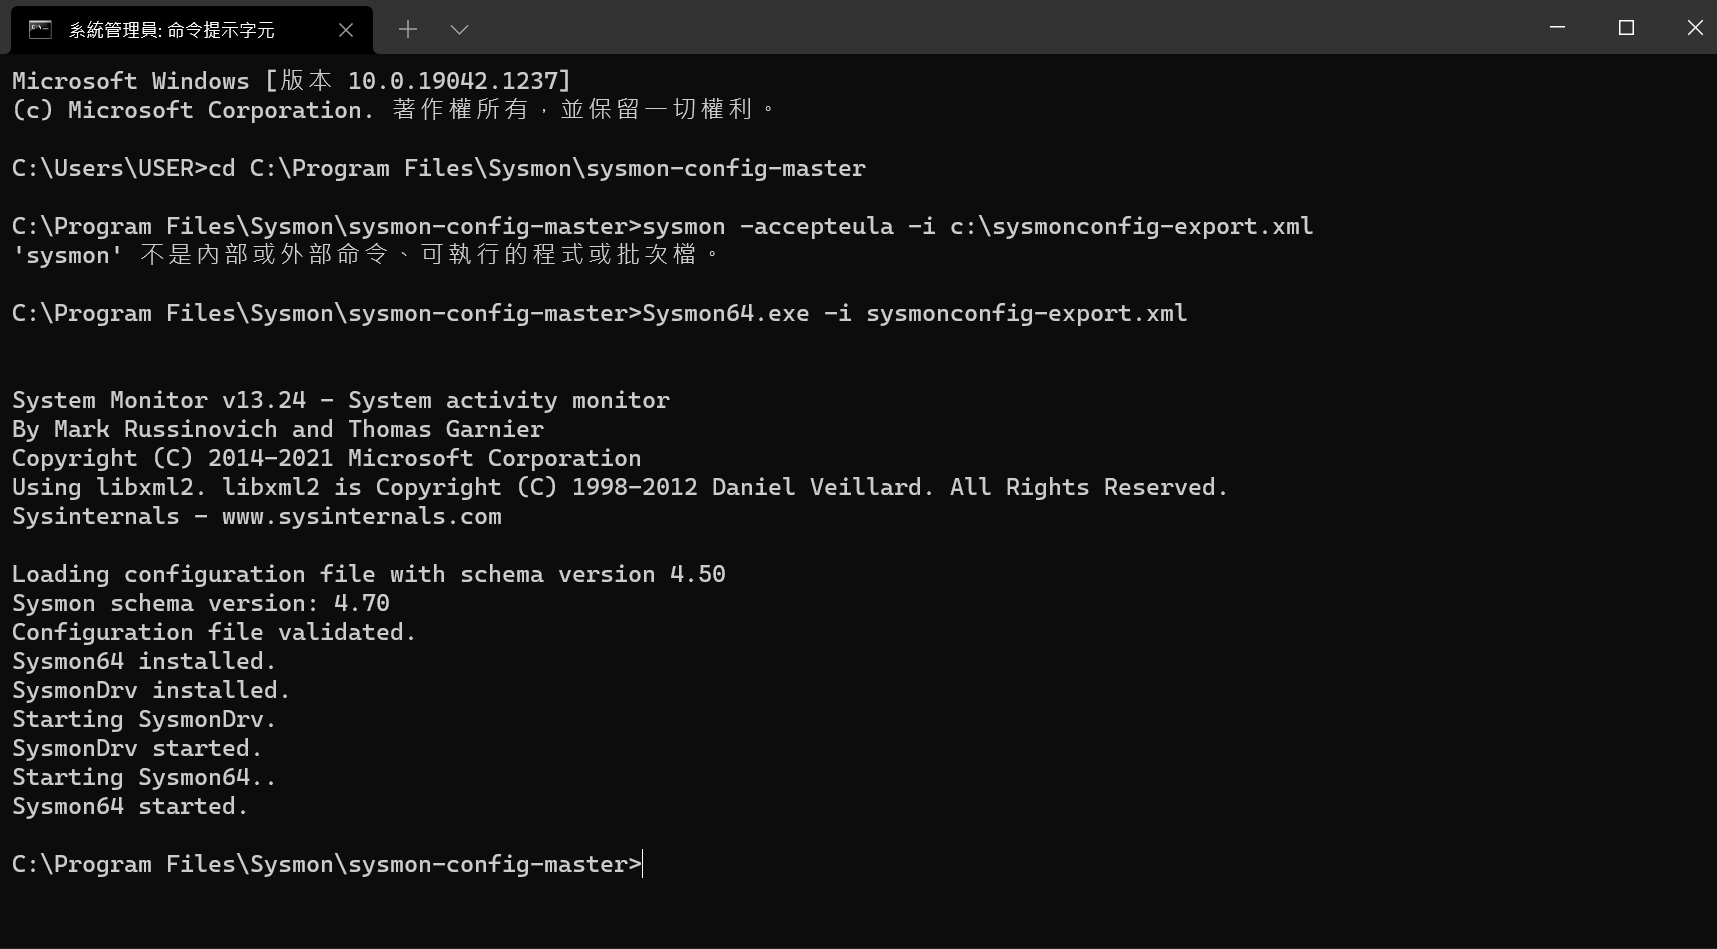 系統管理員: 命令提示字元
Microsoft Windows [版本 10.0.19042.1237]
(c) Microsoft Corporation. 著作權所有，並保留一切權利。
C:\Users\USER>cd C:\Program Files\Sysmon\sysmon-config-master
C:\Program Files\Sysmon\sysmon-config-master>sysmon -accepteula -i c:\sysmonconfig-export.xml
'sysmon' 不是內部或外部命令、可執行的程式或批次檔。
C:\Program Files\Sysmon\sysmon-config-master>Sysmon64.exe -i sysmonconfig-export.xml
System Monitor v13.24 - System activity monitor
By Mark Russinovich and Thomas Garnier
Copyright (C) 2014-2021 Microsoft Corporation
Using libxml2. libxml2 is Copyright (C) 1998-2012 Daniel Veillard. All Rights Reserved.
Sysinternals - www.sysinternals.com
Loading configuration file with schema version 4.50
Sysmon schema version: 4.70
Configuration file validated.
Sysmon64 installed.
SysmonDrv installed.
Starting SysmonDrv.
SysmonDrv started.
Starting Sysmon64..
Sysmon64 started.
C:\Program Files\Sysmon\sysmon-config-master>